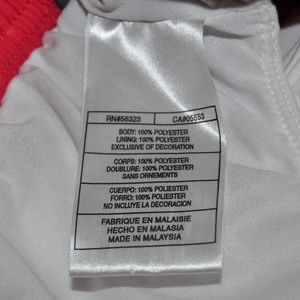 RN#56323 CA#05553
BODY: 100% POLYESTER
LINING: 100% POLYESTER
EXCLUSIVE OF DECORATION
CORPS: 100% POLYESTER
DOUBLURE: 100% POLYESTER
SANS ORNEMENTS
CUERPO: 100% POLIESTER
FORRO: 100% POLIESTER
NO INCLUYE LA DECORACION
FABRIQUE EN MALAISIE
HECHO EN MALASIA
MADE IN MALAYSIA